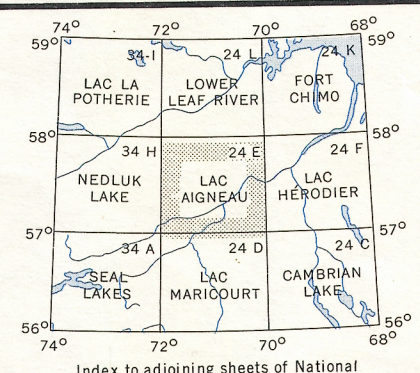 74° 72° 70° 68°
59° 34-I 24 L 24 K 59°
LAC LA LOWER FORT
POTHERIE LEAF RIVER CHIMO
58° 58°
34 H 24 E 24 F
NEDLUK LAC LAC
LAKE AIGNEAU HÉRODIER
57° 57°
34 A 24 D 24 C
SEAL LAC CAMBRIAN
LAKES MARICOURT LAKE
56° 56°
74° 72° 70° 68°
Index to adjoining sheets of National